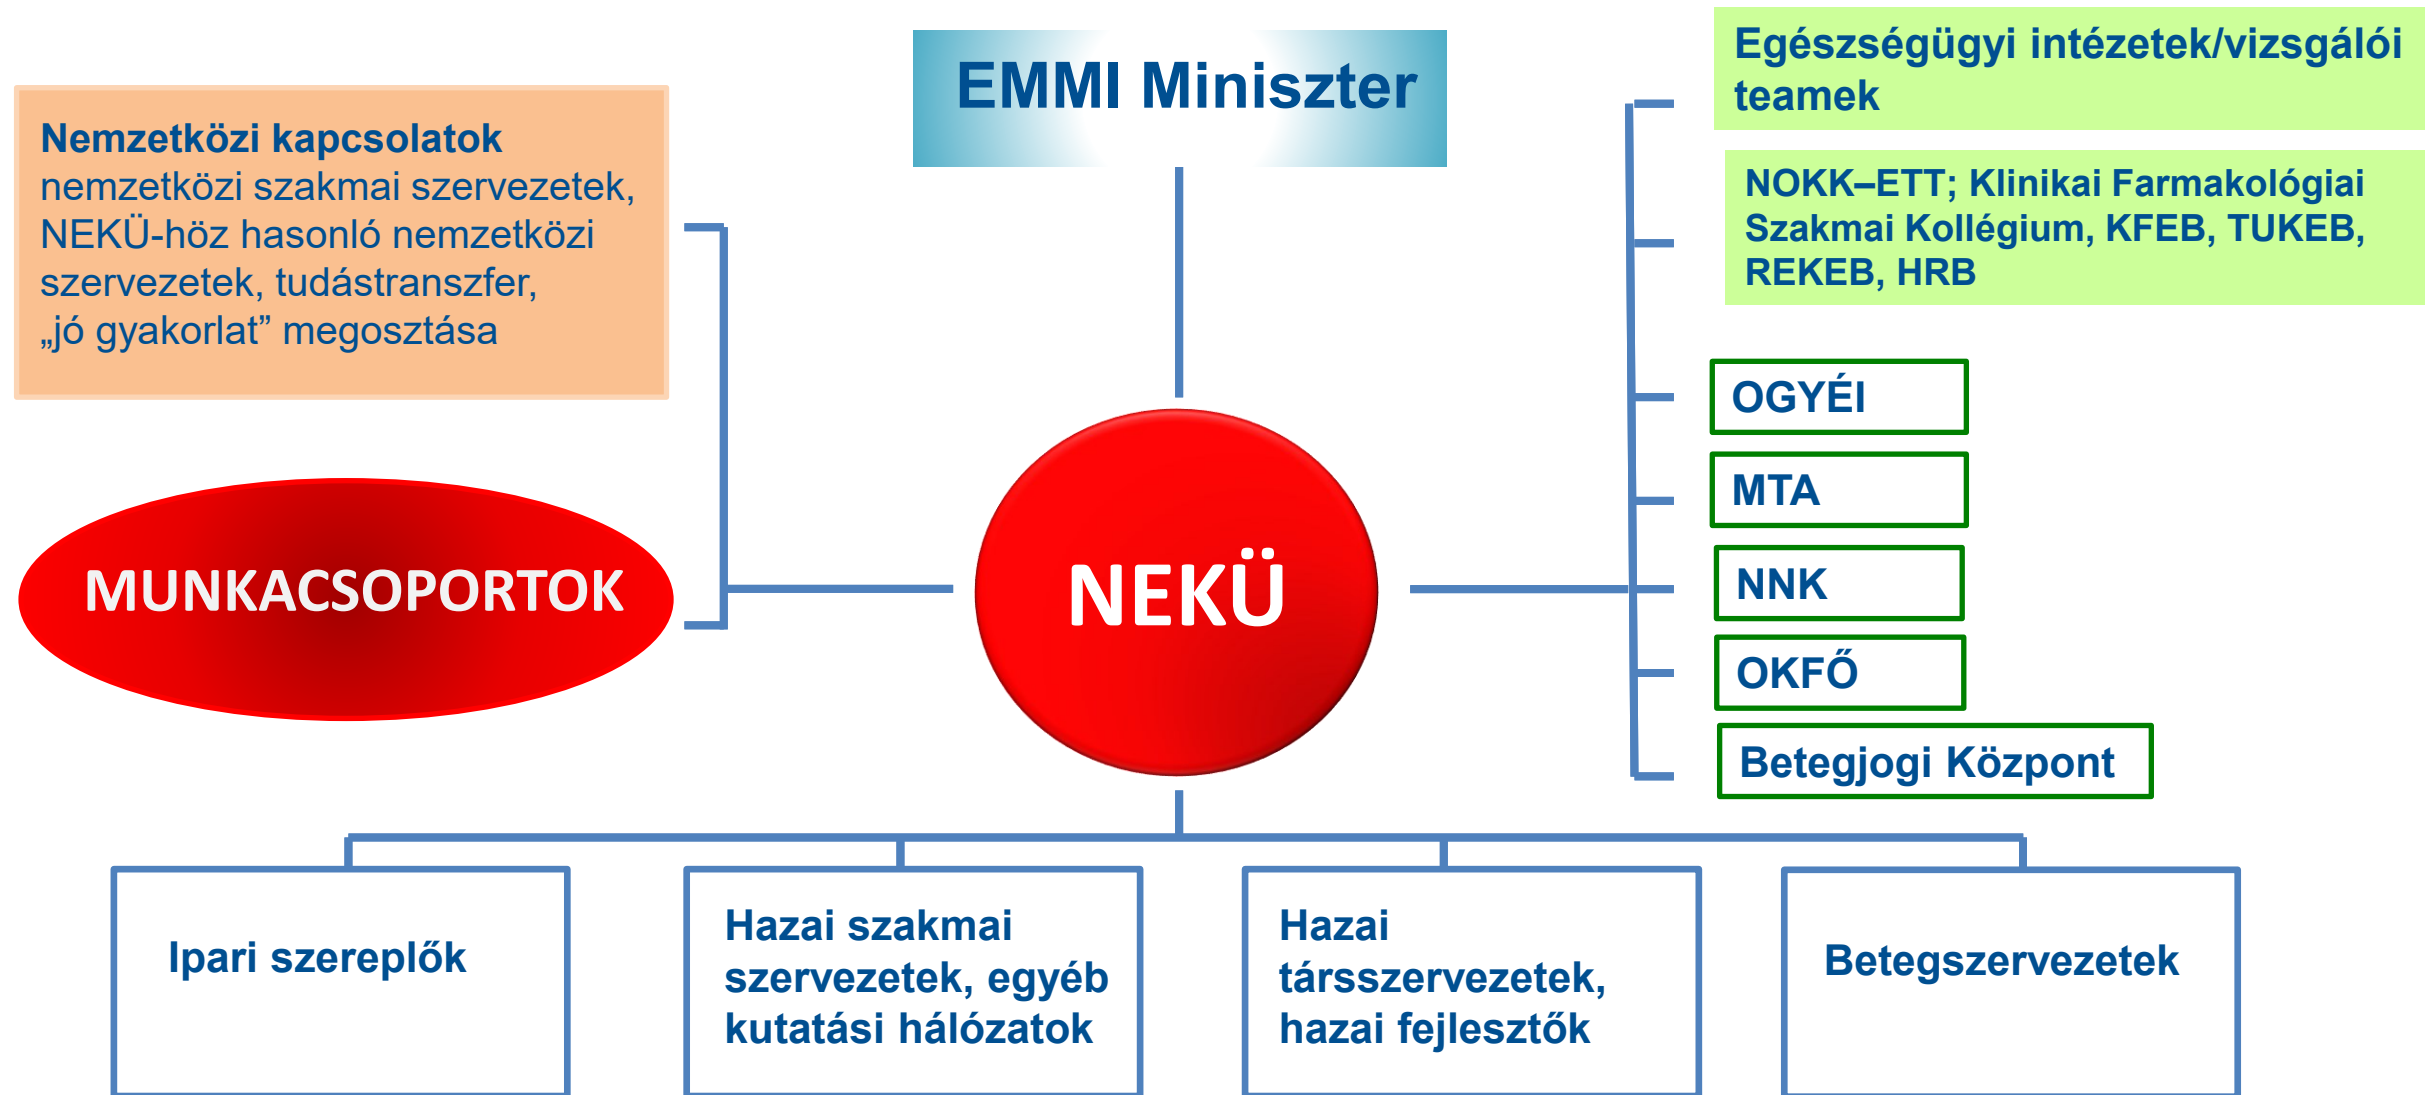 EMMI Miniszter
Nemzetközi kapcsolatok
nemzetközi szakmai szervezetek,
NEKÜ-höz hasonló nemzetközi
szervezetek, tudástranszfer,
„jó gyakorlat” megosztása
MUNKACSOPORTOK
NEKÜ
Egészségügyi intézetek/vizsgálói
teamek
NOKK–ETT; Klinikai Farmakológiai
Szakmai Kollégium, KFEB, TUKEB,
REKEB, HRB
OGYÉI
MTA
NNK
OKFŐ
Betegjogi Központ
Ipari szereplők
Hazai szakmai
szervezetek, egyéb
kutatási hálózatok
Hazai
társszervezetek,
hazai fejlesztők
Betegszervezetek